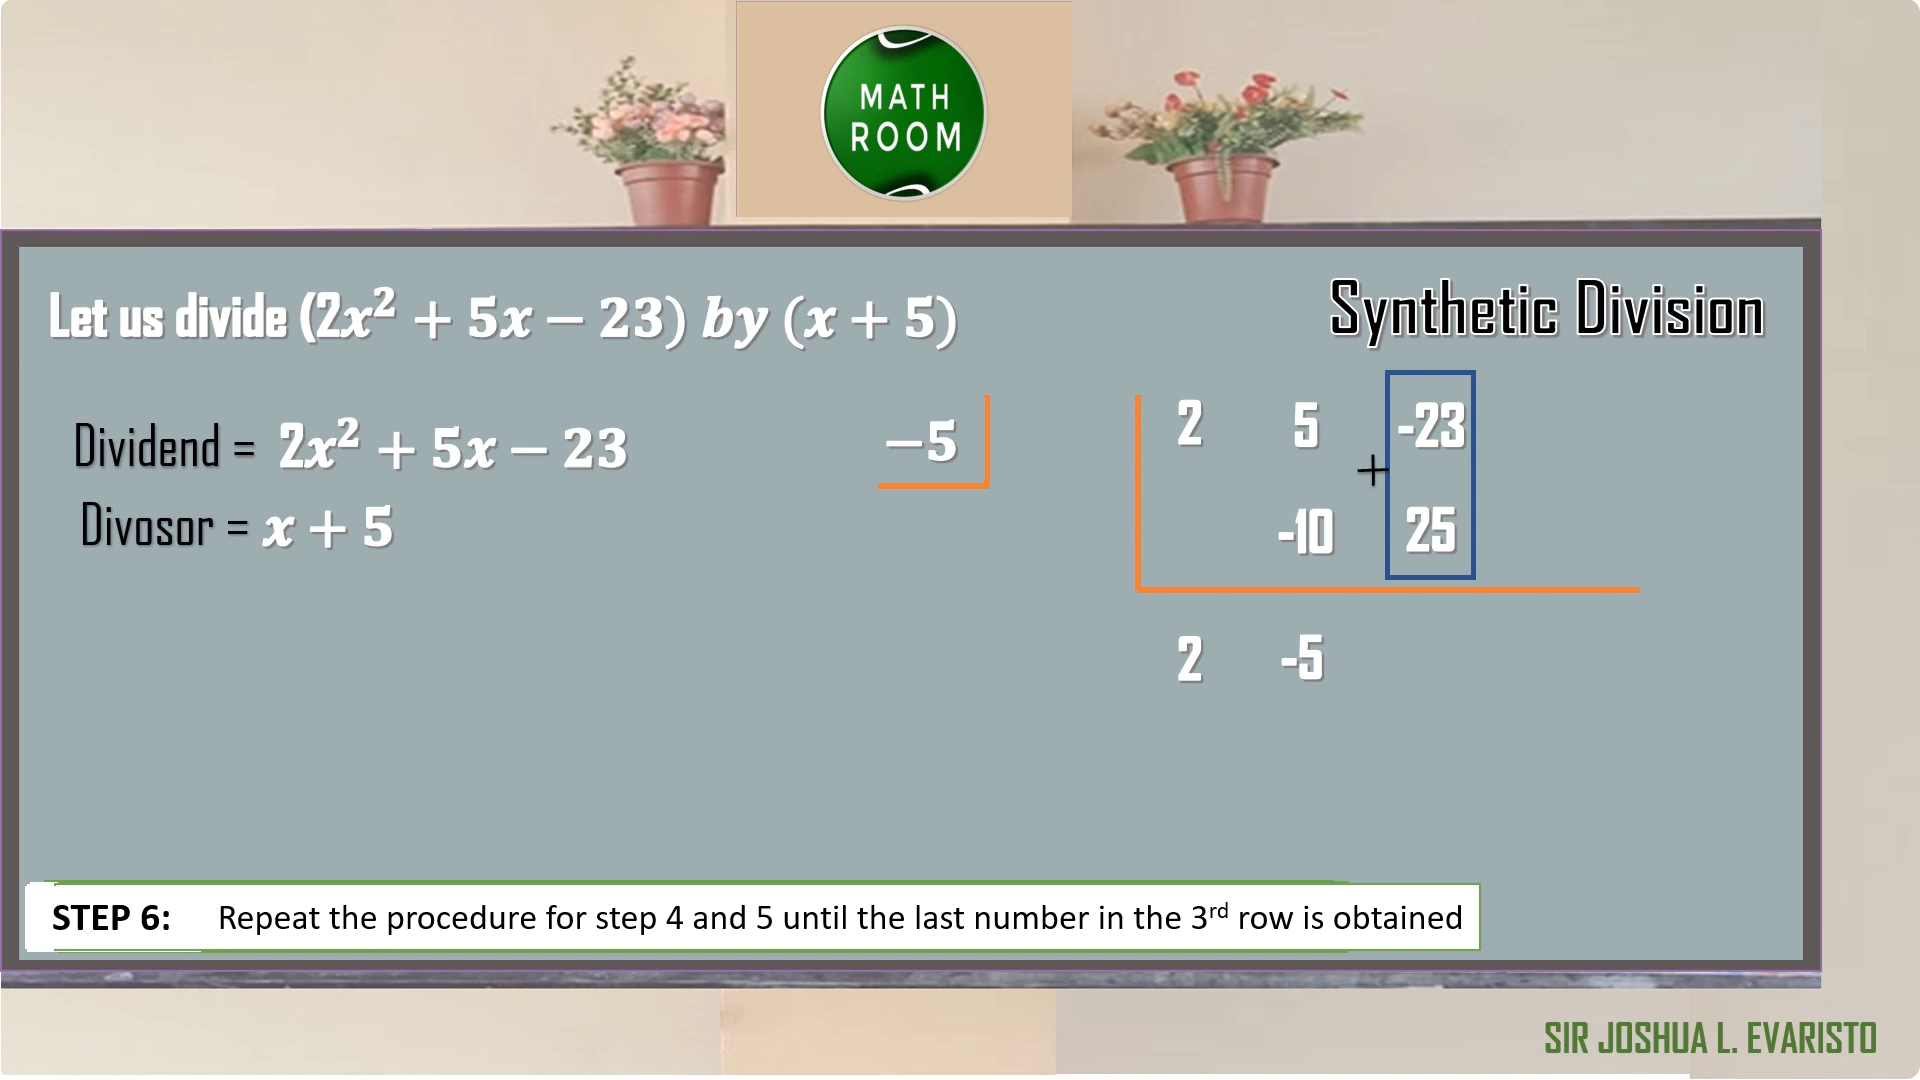 MATH
ROOM
Let us divide (2x² + 5x − 23) by (x + 5)
Synthetic Division
Dividend = 2x² + 5x − 23
Divosor = x + 5
−5
2 5 -23
+
-10 25
2 -5
STEP 6: Repeat the procedure for step 4 and 5 until the last number in the 3rd row is obtained
SIR JOSHUA L. EVARISTO